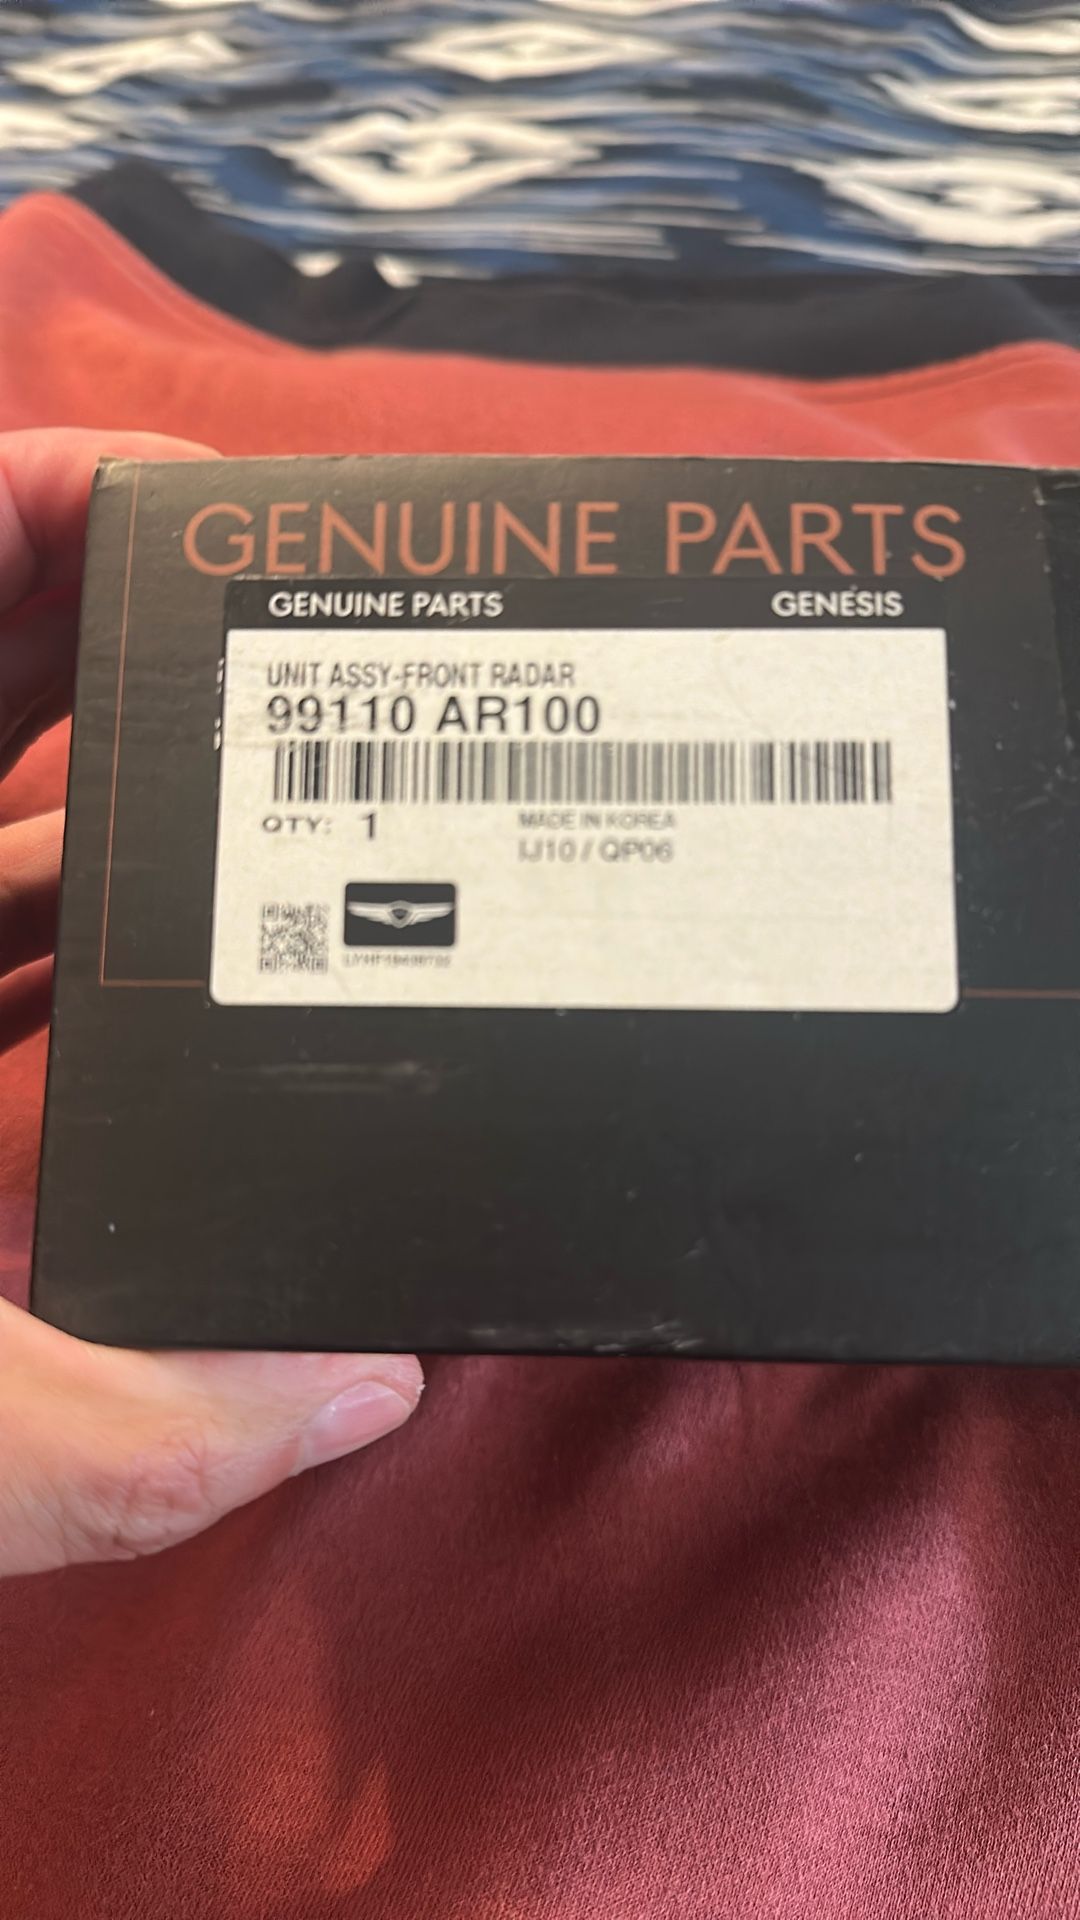 GENUINE PARTS
GENUINE PARTS GENESIS
UNIT ASSY-FRONT RADAR
99110 AR100
QTY: 1 MADE IN KOREA
IJ10 / QP06